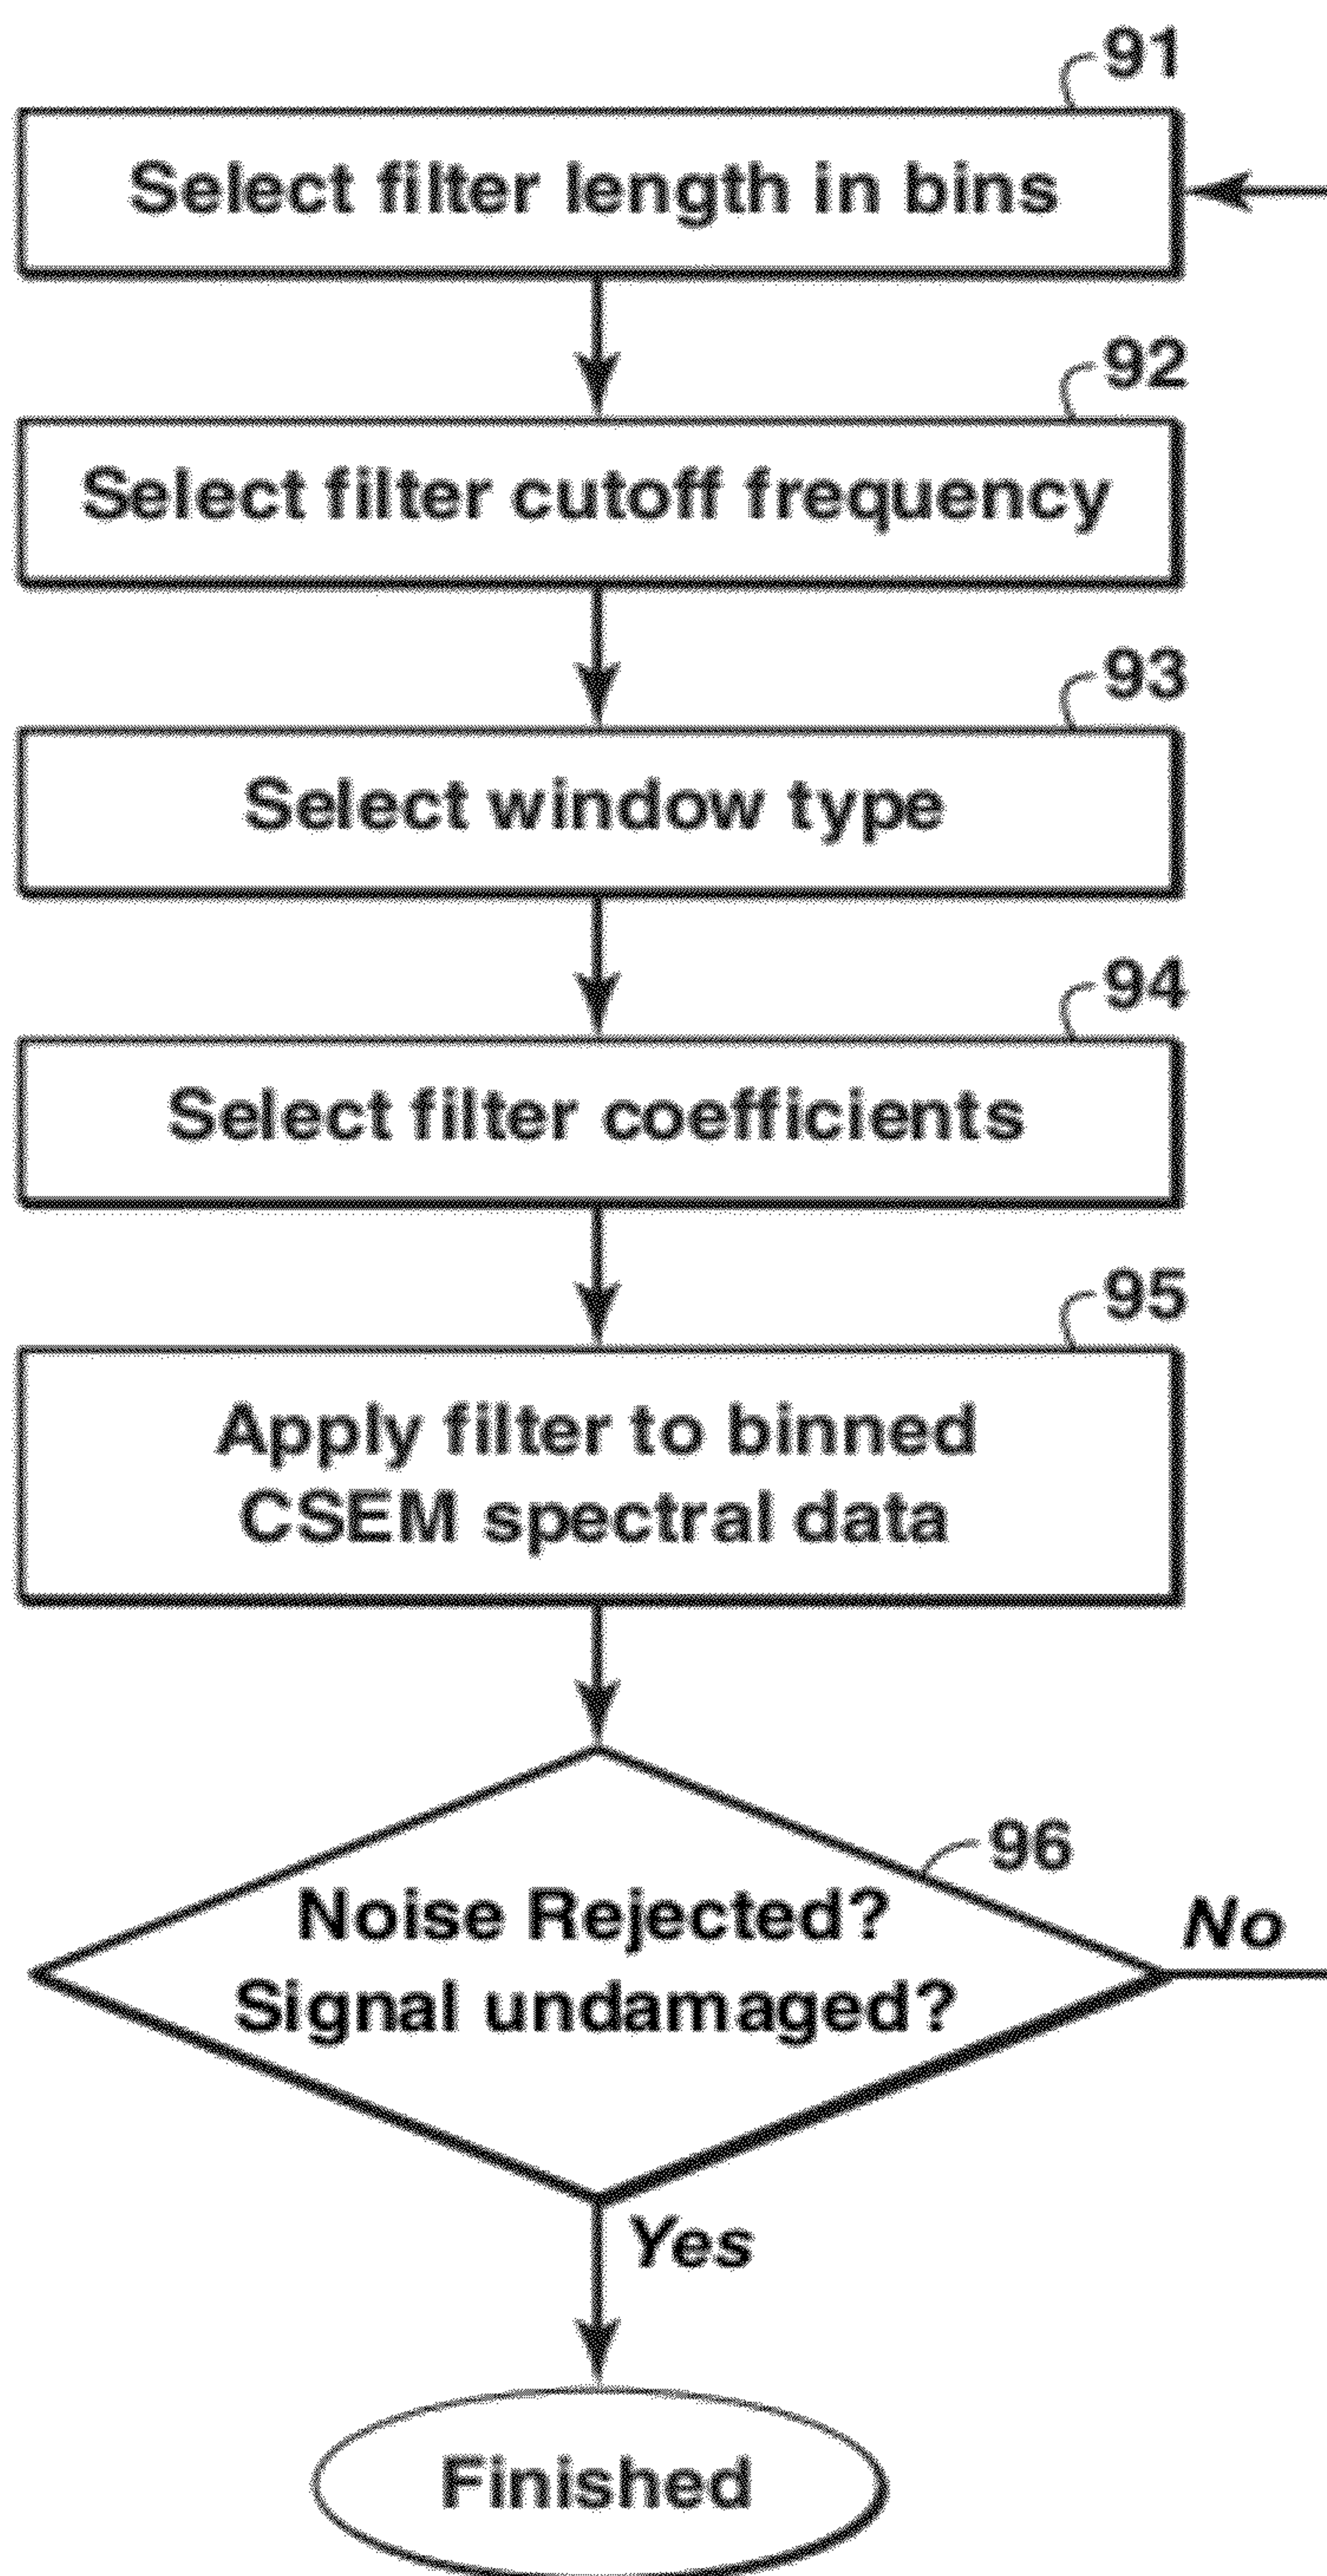 91
Select filter length in bins
92
Select filter cutoff frequency
93
Select window type
94
Select filter coefficients
95
Apply filter to binned
CSEM spectral data
96
Noise Rejected?
Signal undamaged?
No
Yes
Finished